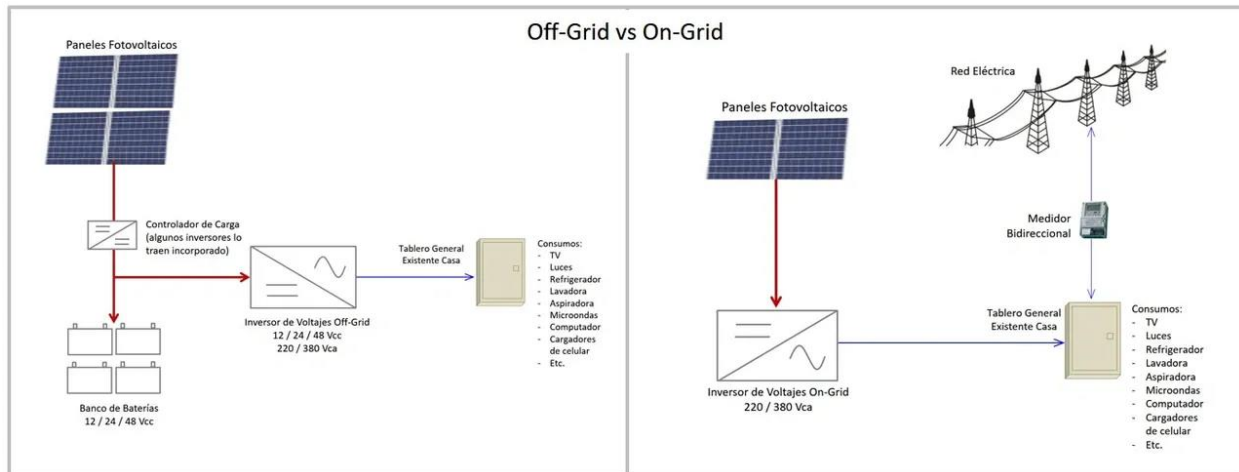 Off-Grid vs On-Grid
Paneles Fotovoltaicos
Controlador de Carga
(algunos inversores lo
traen incorporado)
Inversor de Voltajes Off-Grid
12 / 24 / 48 Vcc
220 / 380 Vca
Tablero General
Existente Casa
Consumos:
- TV
- Luces
- Refrigerador
- Lavadora
- Aspiradora
- Microondas
- Computador
- Cargadores
de celular
- Etc.
Banco de Baterías
12 / 24 / 48 Vcc
Red Eléctrica
Paneles Fotovoltaicos
Medidor
Bidireccional
Tablero General
Existente Casa
Inversor de Voltajes On-Grid
220 / 380 Vca
Consumos:
- TV
- Luces
- Refrigerador
- Lavadora
- Aspiradora
- Microondas
- Computador
- Cargadores
de celular
- Etc.